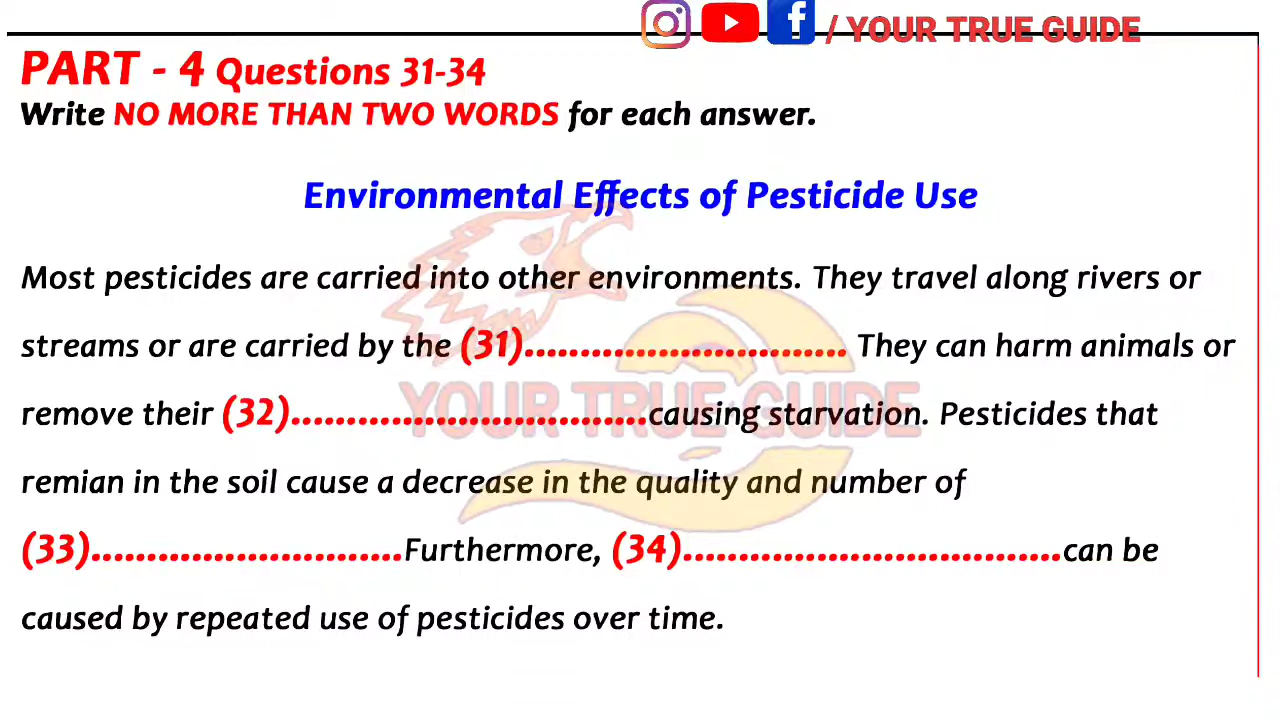 / YOUR TRUE GUIDE
PART - 4 Questions 31-34
Write NO MORE THAN TWO WORDS for each answer.
Environmental Effects of Pesticide Use
Most pesticides are carried into other environments. They travel along rivers or
streams or are carried by the (31)............................. They can harm animals or
remove their (32)................................causing starvation. Pesticides that
remian in the soil cause a decrease in the quality and number of
(33)............................Furthermore, (34)..................................can be
caused by repeated use of pesticides over time.
YOUR TRUE GUIDE